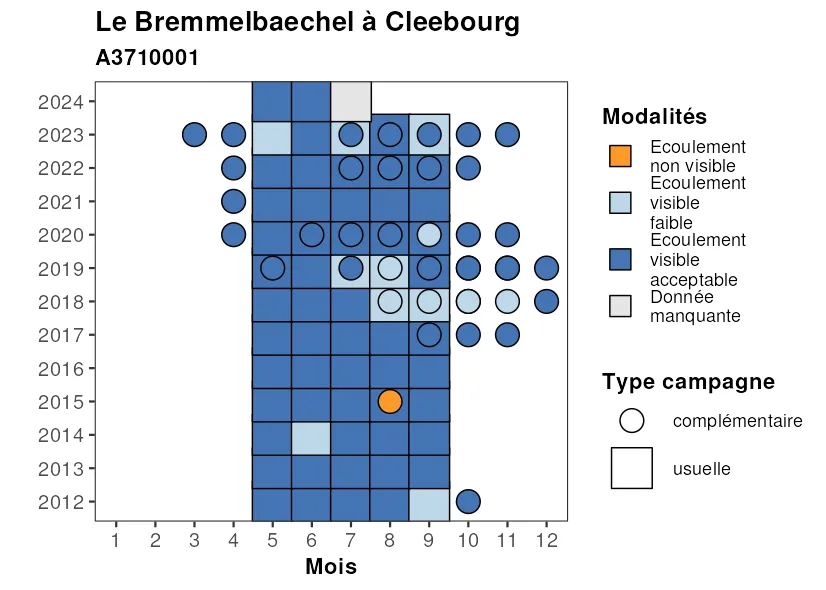 Le Bremmelbaechel à Cleebourg
A3710001
2024
2023
2022
2021
2020
2019
2018
2017
2016
2015
2014
2013
2012
1 2 3 4 5 6 7 8 9 10 11 12
Mois
Modalités
Ecoulement
non visible
Ecoulement
visible
faible
Ecoulement
visible
acceptable
Donnée
manquante
Type campagne
complémentaire
usuelle